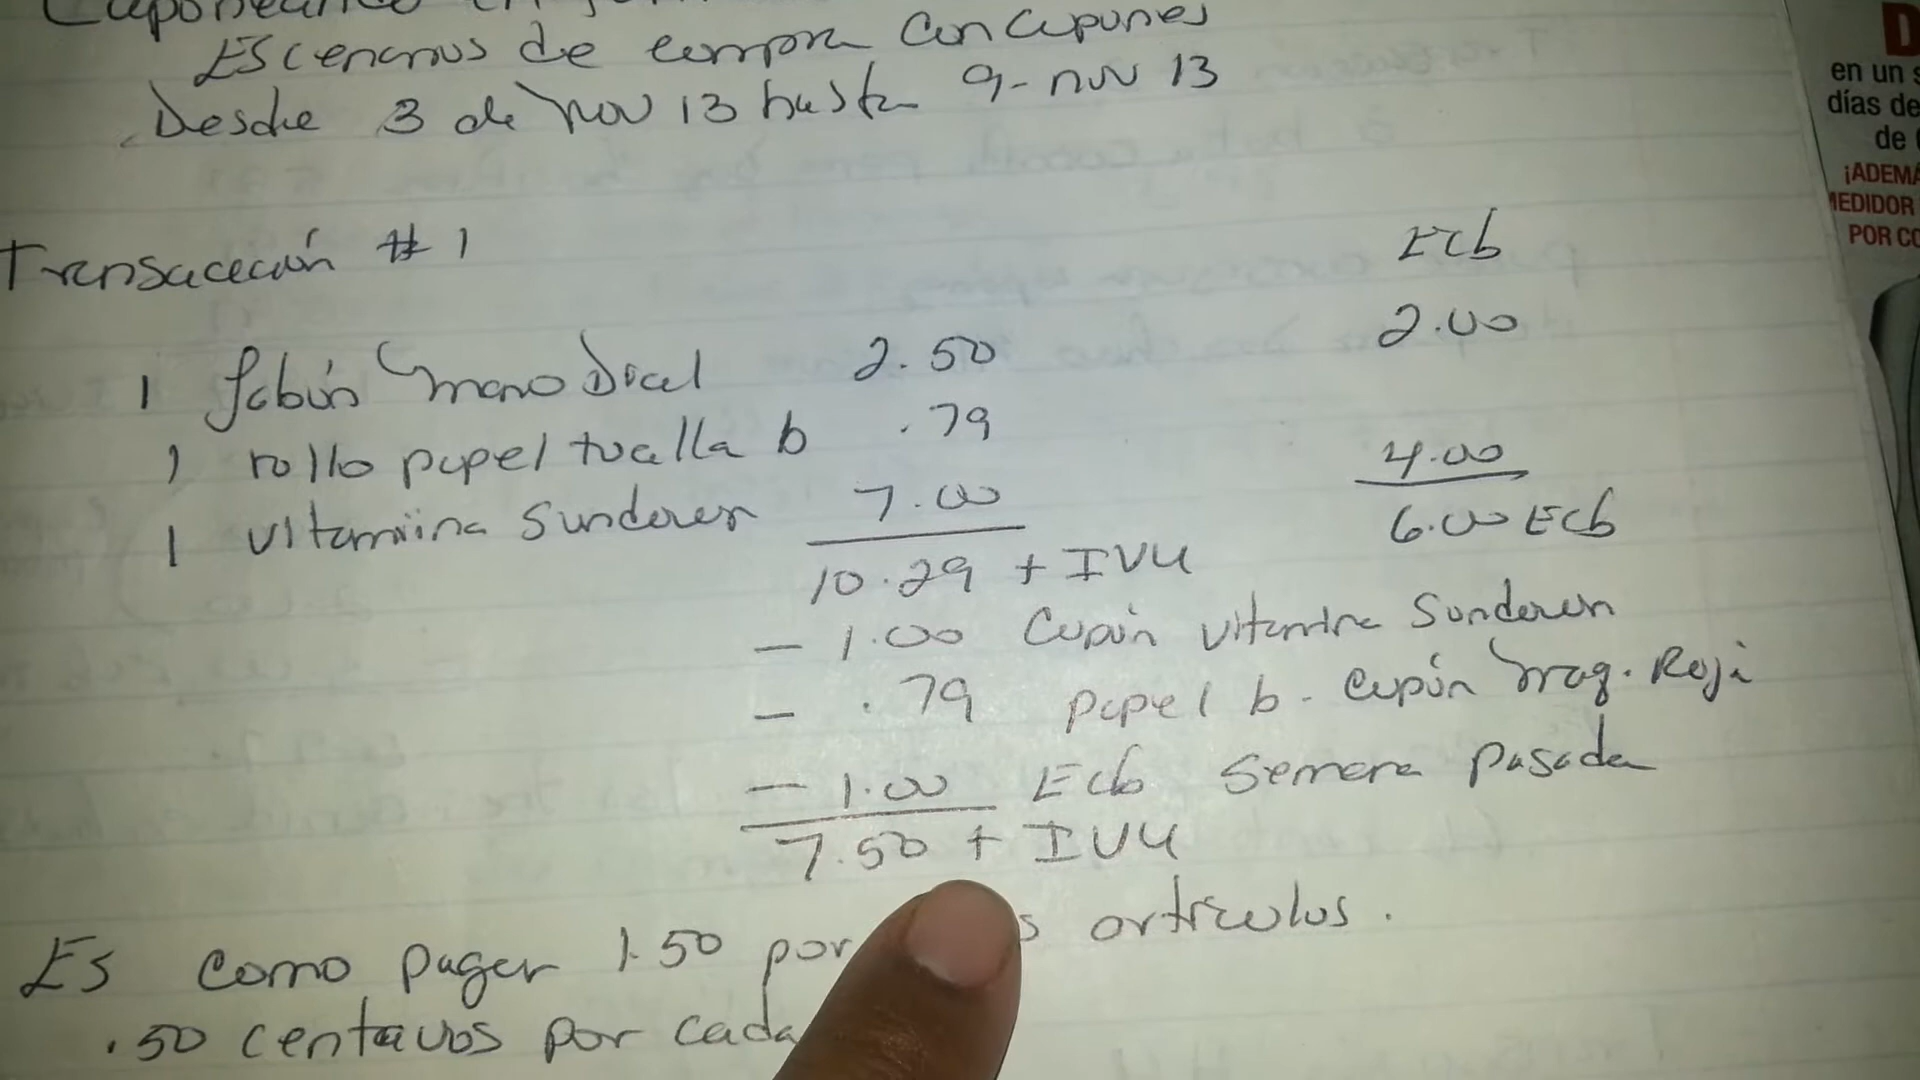 Escenarios de compra con cupones
Desde 3 de nov 13 hasta 9-nov 13
Transacección #1
Ecb
1 Jabón mano Dial 2.50 2.00
1 rollo papel toalla b .79
1 vitamiina Sundown 7.00 4.00
10.29 + IVU 6.00 Ecb
- 1.00 Cupón vitamina Sundown
- .79 papel b. cupón maq. Roja
- 1.00 Ecb Semana pasada
7.50 + IVU
Es como pagar 1.50 por s artículos.
.50 centavos por cada
D
en un s
días de
de
¡ADEMÁ
MEDIDOR
POR CO